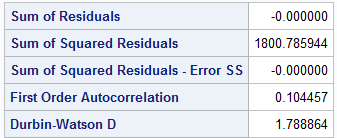 Sum of Residuals -0.000000
Sum of Squared Residuals 1800.785944
Sum of Squared Residuals - Error SS -0.000000
First Order Autocorrelation 0.104457
Durbin-Watson D 1.788864